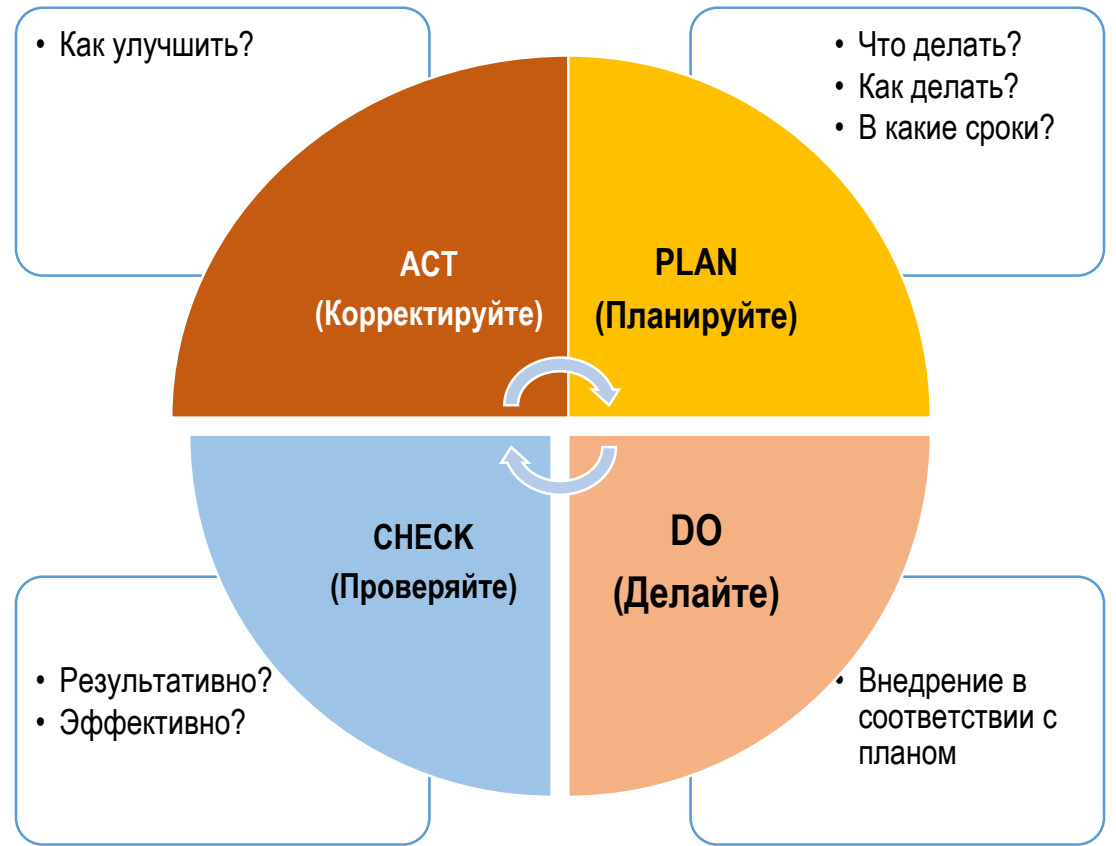 • Как улучшить?
• Что делать?
• Как делать?
• В какие сроки?
ACT
(Корректируйте)
PLAN
(Планируйте)
CHECK
(Проверяйте)
DO
(Делайте)
• Результативно?
• Эффективно?
• Внедрение в
соответствии с
планом